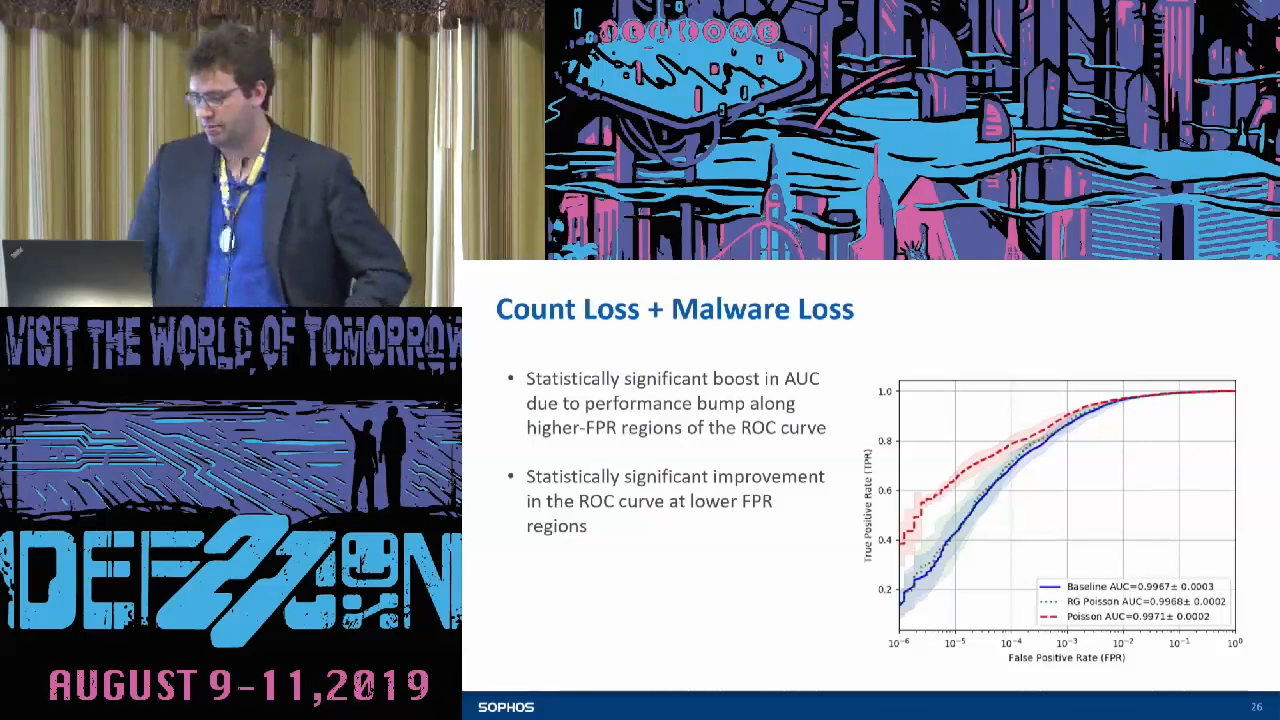 WELCOME
VISIT THE WORLD OF TOMORROW
DEF CON
27
AUGUST 9-11,2019
Count Loss + Malware Loss
• Statistically significant boost in AUC
due to performance bump along
higher-FPR regions of the ROC curve
• Statistically significant improvement
in the ROC curve at lower FPR
regions
True Positive Rate (TPR)
1.0
0.8
0.6
0.4
0.2
Baseline AUC=0.9967± 0.0003
RG Poisson AUC=0.9968± 0.0002
Poisson AUC=0.9971± 0.0002
10⁻⁶ 10⁻⁵ 10⁻⁴ 10⁻³ 10⁻² 10⁻¹ 10⁰
False Positive Rate (FPR)
SOPHOS
26